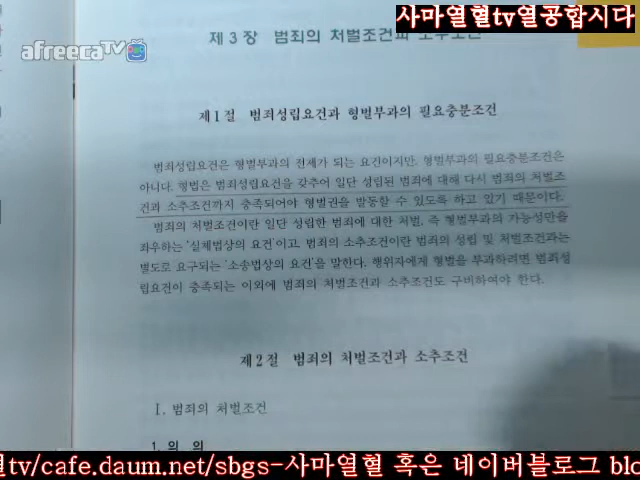 사마열혈tv열공합시다
afreecaTV
제3장 범죄의 처벌조건과 소추조건
제1절 범죄성립요건과 형벌부과의 필요충분조건
범죄성립요건은 형벌부과의 전제가 되는 요건이지만, 형벌부과의 필요충분조건은
아니다. 형법은 범죄성립요건을 갖추어 일단 성립된 범죄에 대해 다시 범죄의 처벌조
건과 소추조건까지 충족되어야 형벌권을 발동할 수 있도록 하고 있기 때문이다.
범죄의 처벌조건이란 일단 성립한 범죄에 대한 처벌, 즉 형벌부과의 가능성만을
좌우하는 '실체법상의 요건'이고, 범죄의 소추조건이란 범죄의 성립 및 처벌조건과는
별도로 요구되는 '소송법상의 요건'을 말한다. 행위자에게 형벌을 부과하려면 범죄성
립요건이 충족되는 이외에 범죄의 처벌조건과 소추조건도 구비하여야 한다.
제2절 범죄의 처벌조건과 소추조건
Ⅰ. 범죄의 처벌조건
1. 의 의
tv/cafe.daum.net/sbgs-사마열혈 혹은 네이버블로그 blo